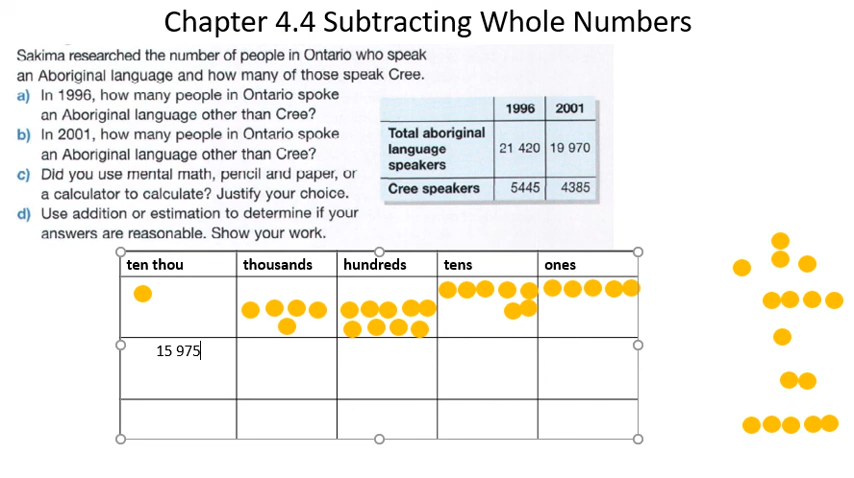 Chapter 4.4 Subtracting Whole Numbers
Sakima researched the number of people in Ontario who speak
an Aboriginal language and how many of those speak Cree.
a) In 1996, how many people in Ontario spoke
an Aboriginal language other than Cree?
b) In 2001, how many people in Ontario spoke
an Aboriginal language other than Cree?
c) Did you use mental math, pencil and paper, or
a calculator to calculate? Justify your choice.
d) Use addition or estimation to determine if your
answers are reasonable. Show your work.
1996 2001
Total aboriginal
language 21 420 19 970
speakers
Cree speakers 5445 4385
ten thou thousands hundreds tens ones
15 975